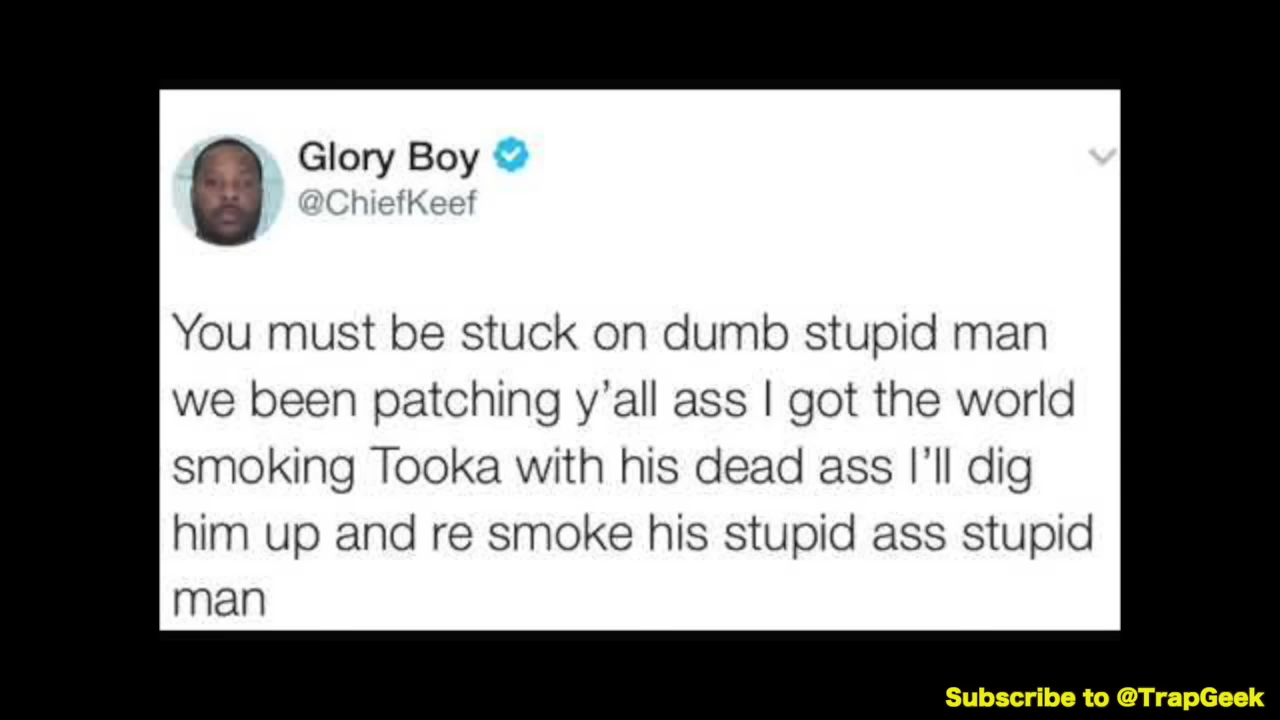 Glory Boy
@ChiefKeef
You must be stuck on dumb stupid man
we been patching y’all ass I got the world
smoking Tooka with his dead ass I’ll dig
him up and re smoke his stupid ass stupid
man
Subscribe to @TrapGeek